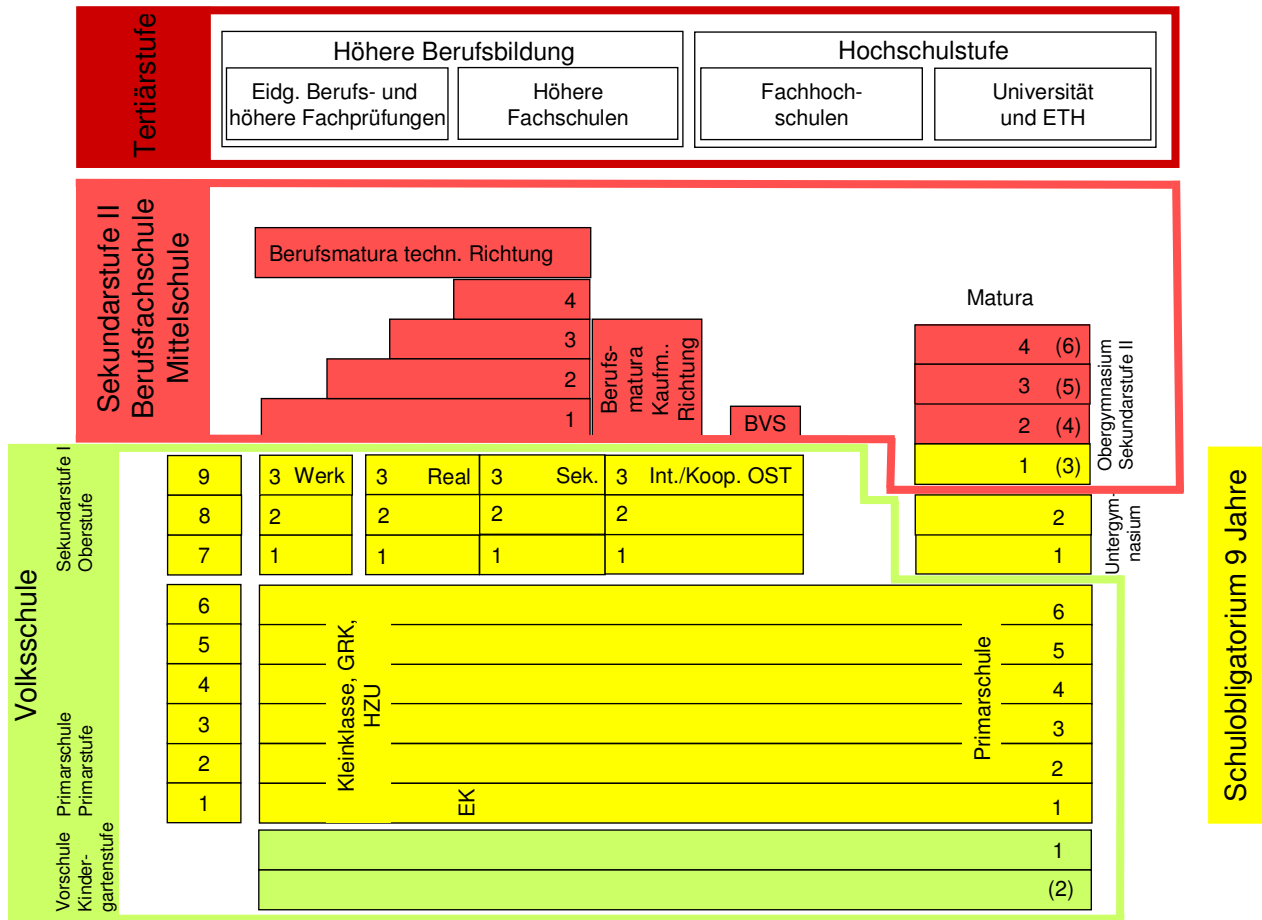 Tertiärstufe
Höhere Berufsbildung
Eidg. Berufs- und
höhere Fachprüfungen
Höhere
Fachschulen
Hochschulstufe
Fachhoch-
schulen
Universität
und ETH
Sekundarstufe II
Berufsfachschule
Mittelschule
Berufsmatura techn. Richtung
4
3
2
1
Berufs-
matura
Kaufm..
Richtung
BVS
Matura
4 (6)
3 (5)
2 (4)
1 (3)
Obergymnasium
Sekundarstufe II
2
1
Untergym-
nasium
Volksschule
Sekundarstufe I
Oberstufe
9
8
7
3 Werk
2
1
3 Real
2
1
3 Sek.
2
1
3 Int./Koop. OST
2
1
Primarschule
Primarstufe
6
5
4
3
2
1
Kleinklasse, GRK,
HZU
EK
Primarschule
6
5
4
3
2
1
Vorschule
Kinder-
gartenstufe
1
(2)
Schulobligatorium 9 Jahre